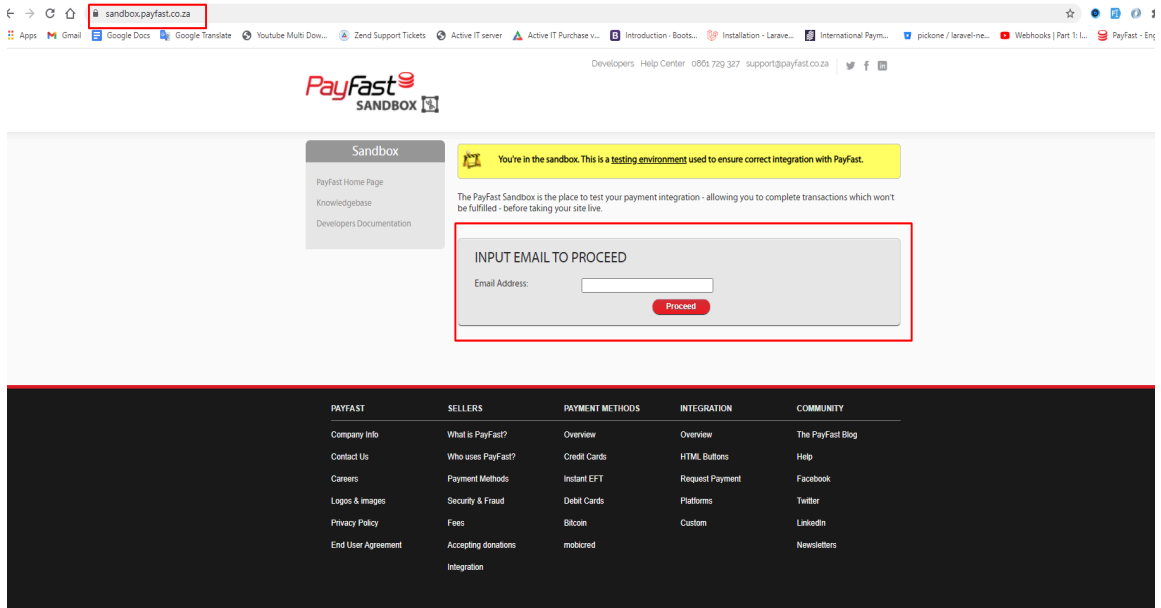 sandbox.payfast.co.za
Apps Gmail Google Docs Google Translate Youtube Multi Dow... Zend Support Tickets Active IT server Active IT Purchase v... Introduction · Boots... Installation - Larave... International Paym... pickone / laravel-ne... Webhooks | Part 1: I... PayFast - Eng
Developers Help Center 0861 729 327 support@payfast.co.za
PayFast
SANDBOX
Sandbox
PayFast Home Page
Knowledgebase
Developers Documentation
You're in the sandbox. This is a testing environment used to ensure correct integration with PayFast.
The PayFast Sandbox is the place to test your payment integration - allowing you to complete transactions which won't
be fulfilled - before taking your site live.
INPUT EMAIL TO PROCEED
Email Address:
Proceed
PAYFAST SELLERS PAYMENT METHODS INTEGRATION COMMUNITY
Company Info What is PayFast? Overview Overview The PayFast Blog
Contact Us Who uses PayFast? Credit Cards HTML Buttons Help
Careers Payment Methods Instant EFT Request Payment Facebook
Logos & images Security & Fraud Debit Cards Platforms Twitter
Privacy Policy Fees Bitcoin Custom LinkedIn
End User Agreement Accepting donations mobicred Newsletters
Integration